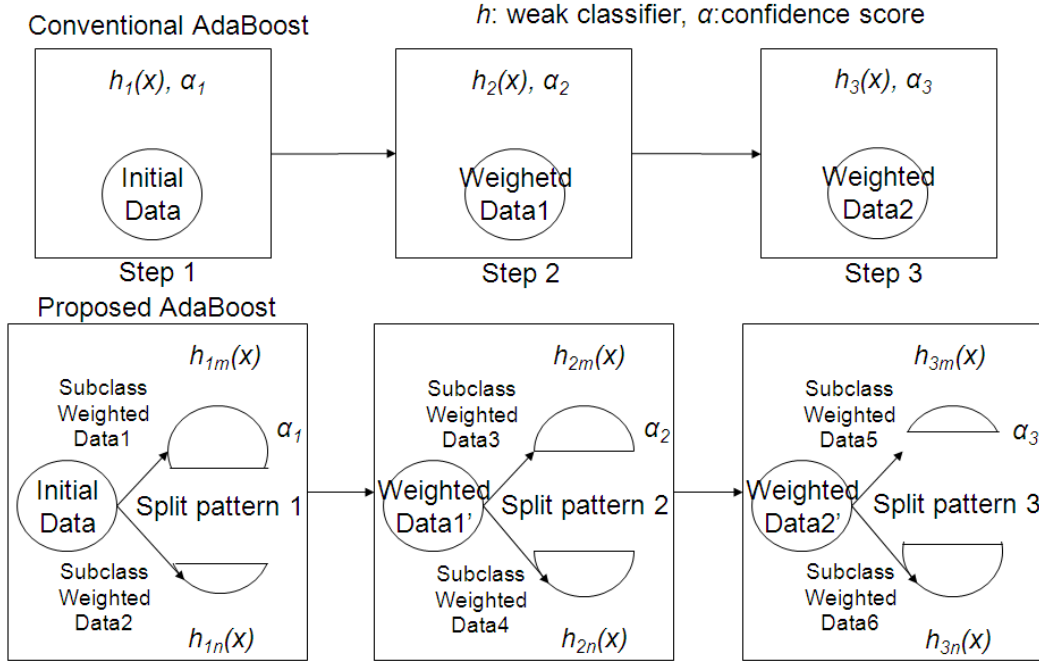 Conventional AdaBoost
h: weak classifier, α:confidence score
h1(x), α1
h2(x), α2
h3(x), α3
Initial
Data
Weighetd
Data1
Weighted
Data2
Step 1
Step 2
Step 3
Proposed AdaBoost
h1m(x)
Subclass
Weighted
Data1
α1
Initial
Data
Split pattern 1
Subclass
Weighted
Data2
h1n(x)
h2m(x)
Subclass
Weighted
Data3
α2
Weighted
Data1’
Split pattern 2
Subclass
Weighted
Data4
h2n(x)
h3m(x)
Subclass
Weighted
Data5
α3
Weighted
Data2’
Split pattern 3
Subclass
Weighted
Data6
h3n(x)